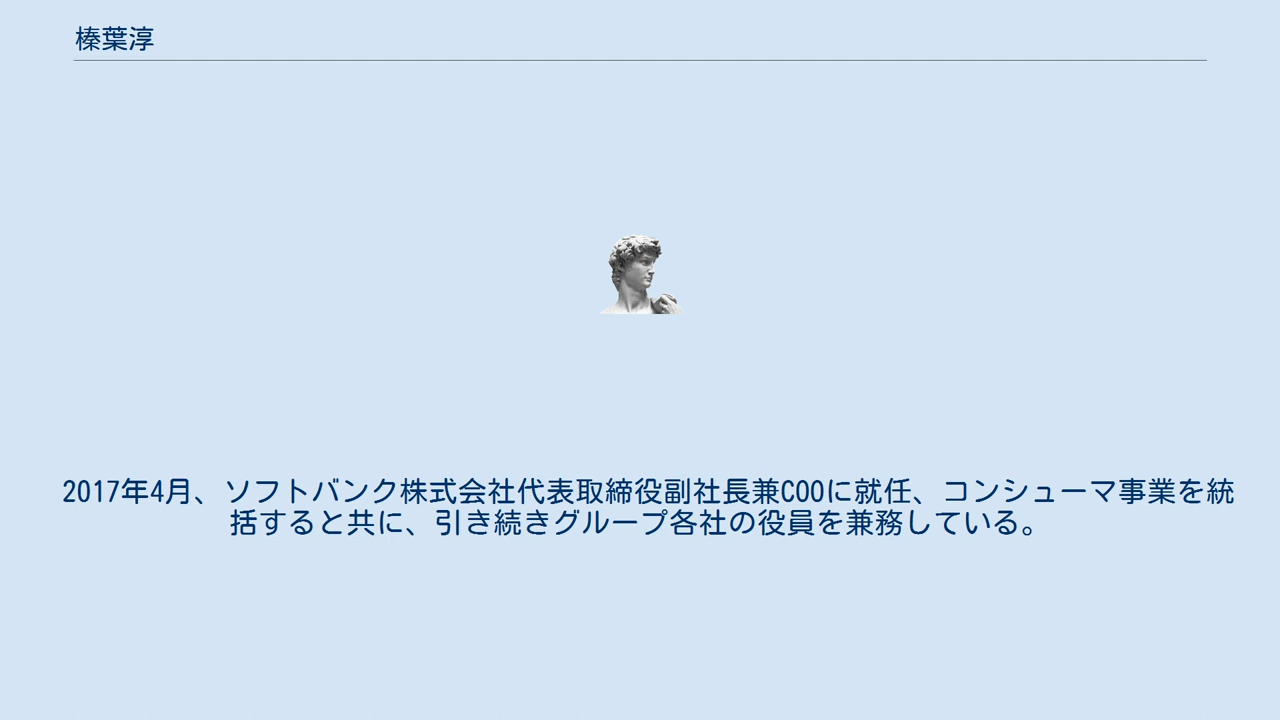 榛葉淳
2017年4月、ソフトバンク株式会社代表取締役副社長兼COOに就任、コンシューマ事業を統
括すると共に、引き続きグループ各社の役員を兼務している。